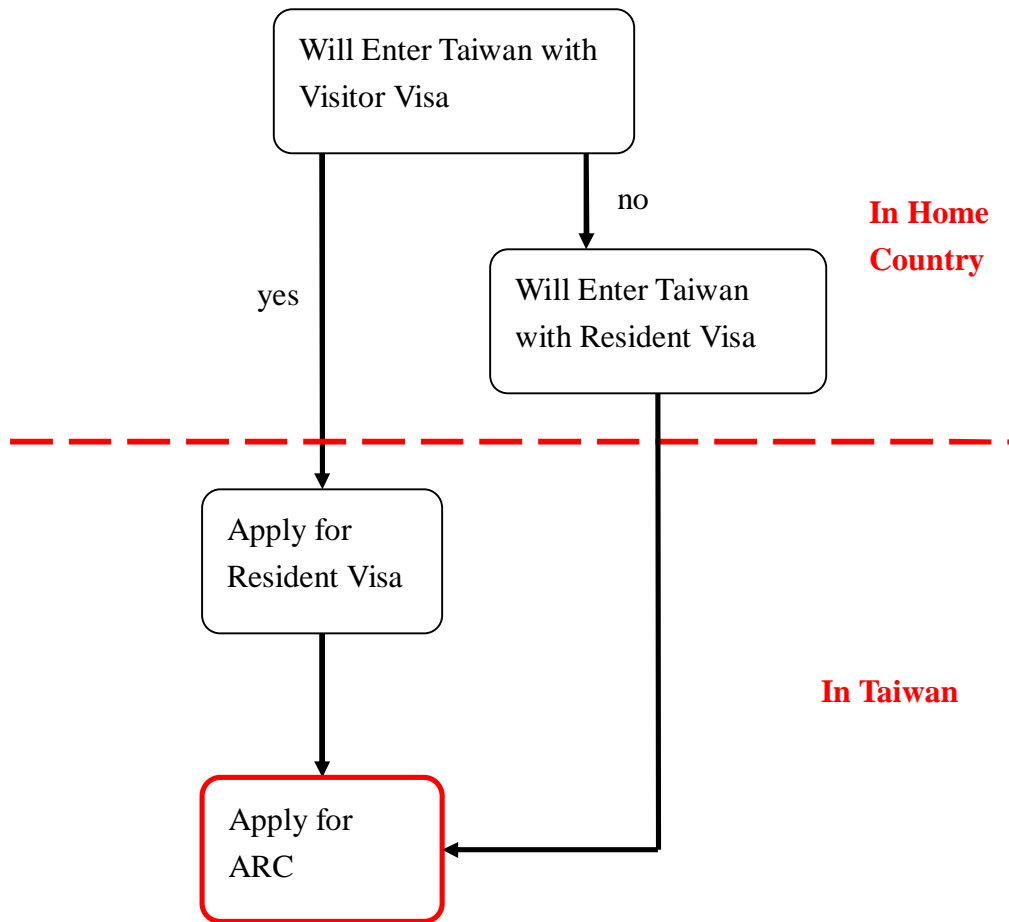 Will Enter Taiwan with
Visitor Visa
no
In Home
Country
yes
Will Enter Taiwan
with Resident Visa
Apply for
Resident Visa
In Taiwan
Apply for
ARC